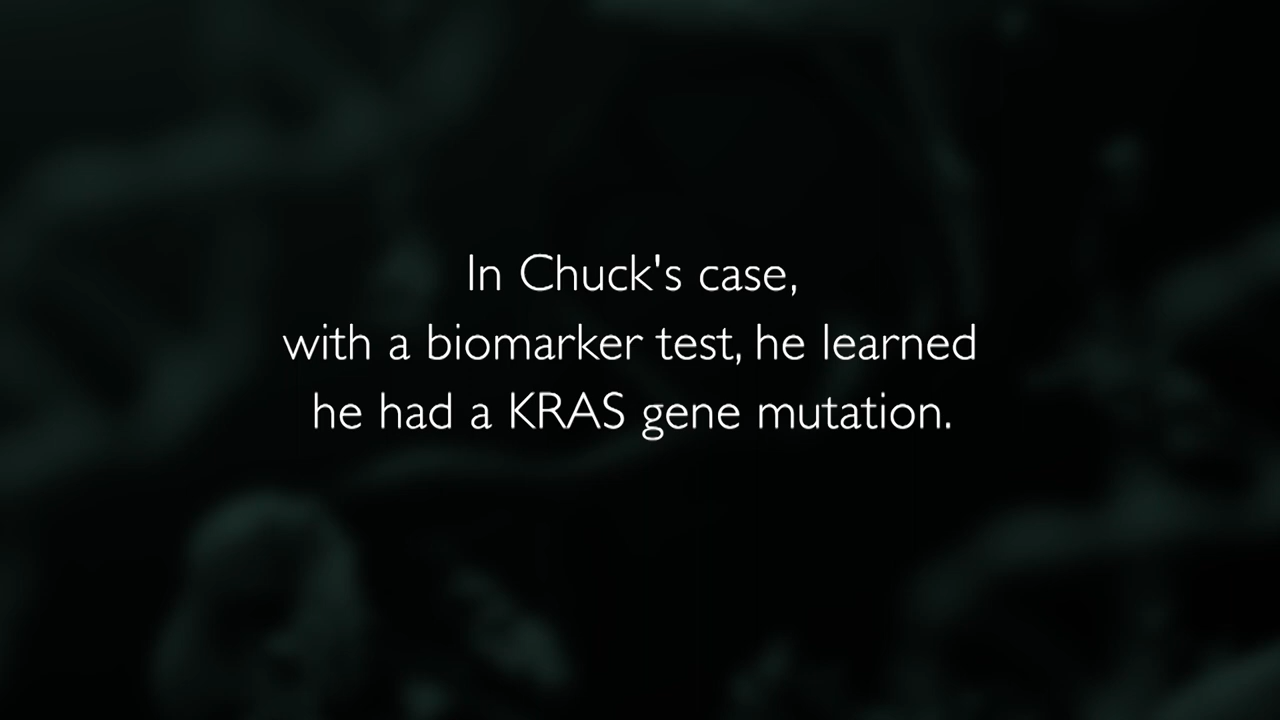 In Chuck's case,
with a biomarker test, he learned
he had a KRAS gene mutation.